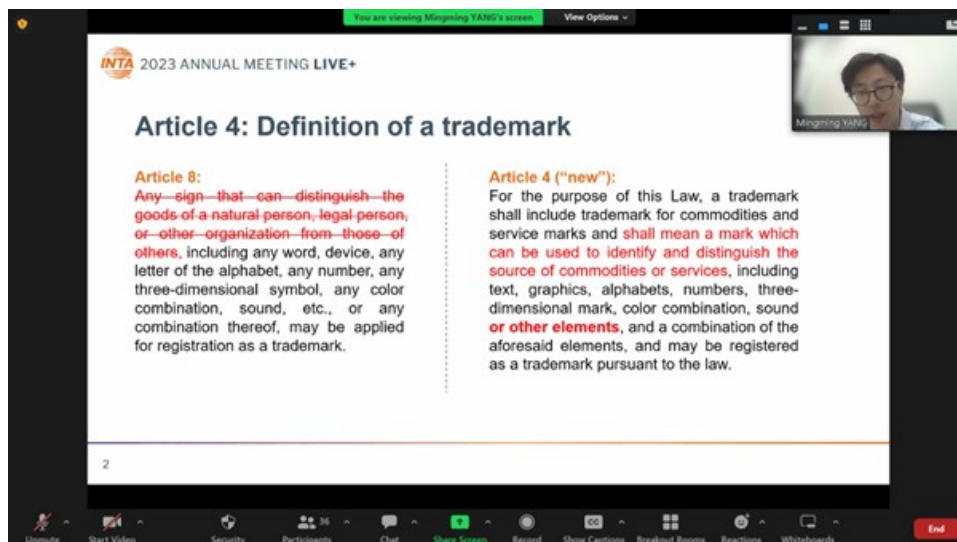 You are viewing Mingming YANG's screen
View Options
INTA 2023 ANNUAL MEETING LIVE+
Mingming YANG
Article 4: Definition of a trademark
Article 8:
Any sign that can distinguish the
goods of a natural person, legal person,
or other organization from those of
others, including any word, device, any
letter of the alphabet, any number, any
three-dimensional symbol, any color
combination, sound, etc., or any
combination thereof, may be applied
for registration as a trademark.
Article 4 (“new”):
For the purpose of this Law, a trademark
shall include trademark for commodities and
service marks and shall mean a mark which
can be used to identify and distinguish the
source of commodities or services, including
text, graphics, alphabets, numbers, three-
dimensional mark, color combination, sound
or other elements, and a combination of the
aforesaid elements, and may be registered
as a trademark pursuant to the law.
2
36
CC
Unmute
Start Video
Security
Participants
Chat
Share Screen
Record
Show Captions
Breakout Rooms
Reactions
Whiteboards
End